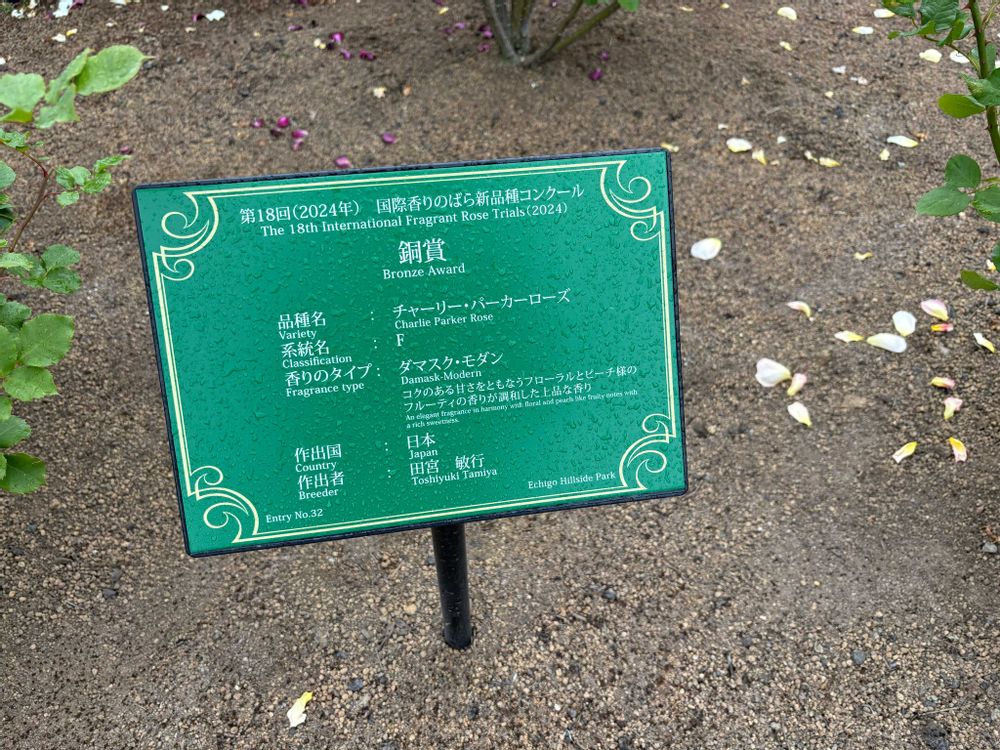 第18回(2024年) 国際香りのばら新品種コンクール
The 18th International Fragrant Rose Trials(2024)
銅賞
Bronze Award
品種名 : チャーリー・パーカーローズ
Variety Charlie Parker Rose
系統名 : F
Classification
香りのタイプ : ダマスク・モダン
Fragrance type Damask-Modern
コクのある甘さをともなうフローラルとピーチ様の
フルーティの香りが調和した上品な香り
An elegant fragrance in harmony with floral and peach like fruity notes with
a rich sweetness.
作出国 : 日本
Country Japan
作出者 : 田宮 敏行
Breeder Toshiyuki Tamiya
Entry No.32
Echigo Hillside Park